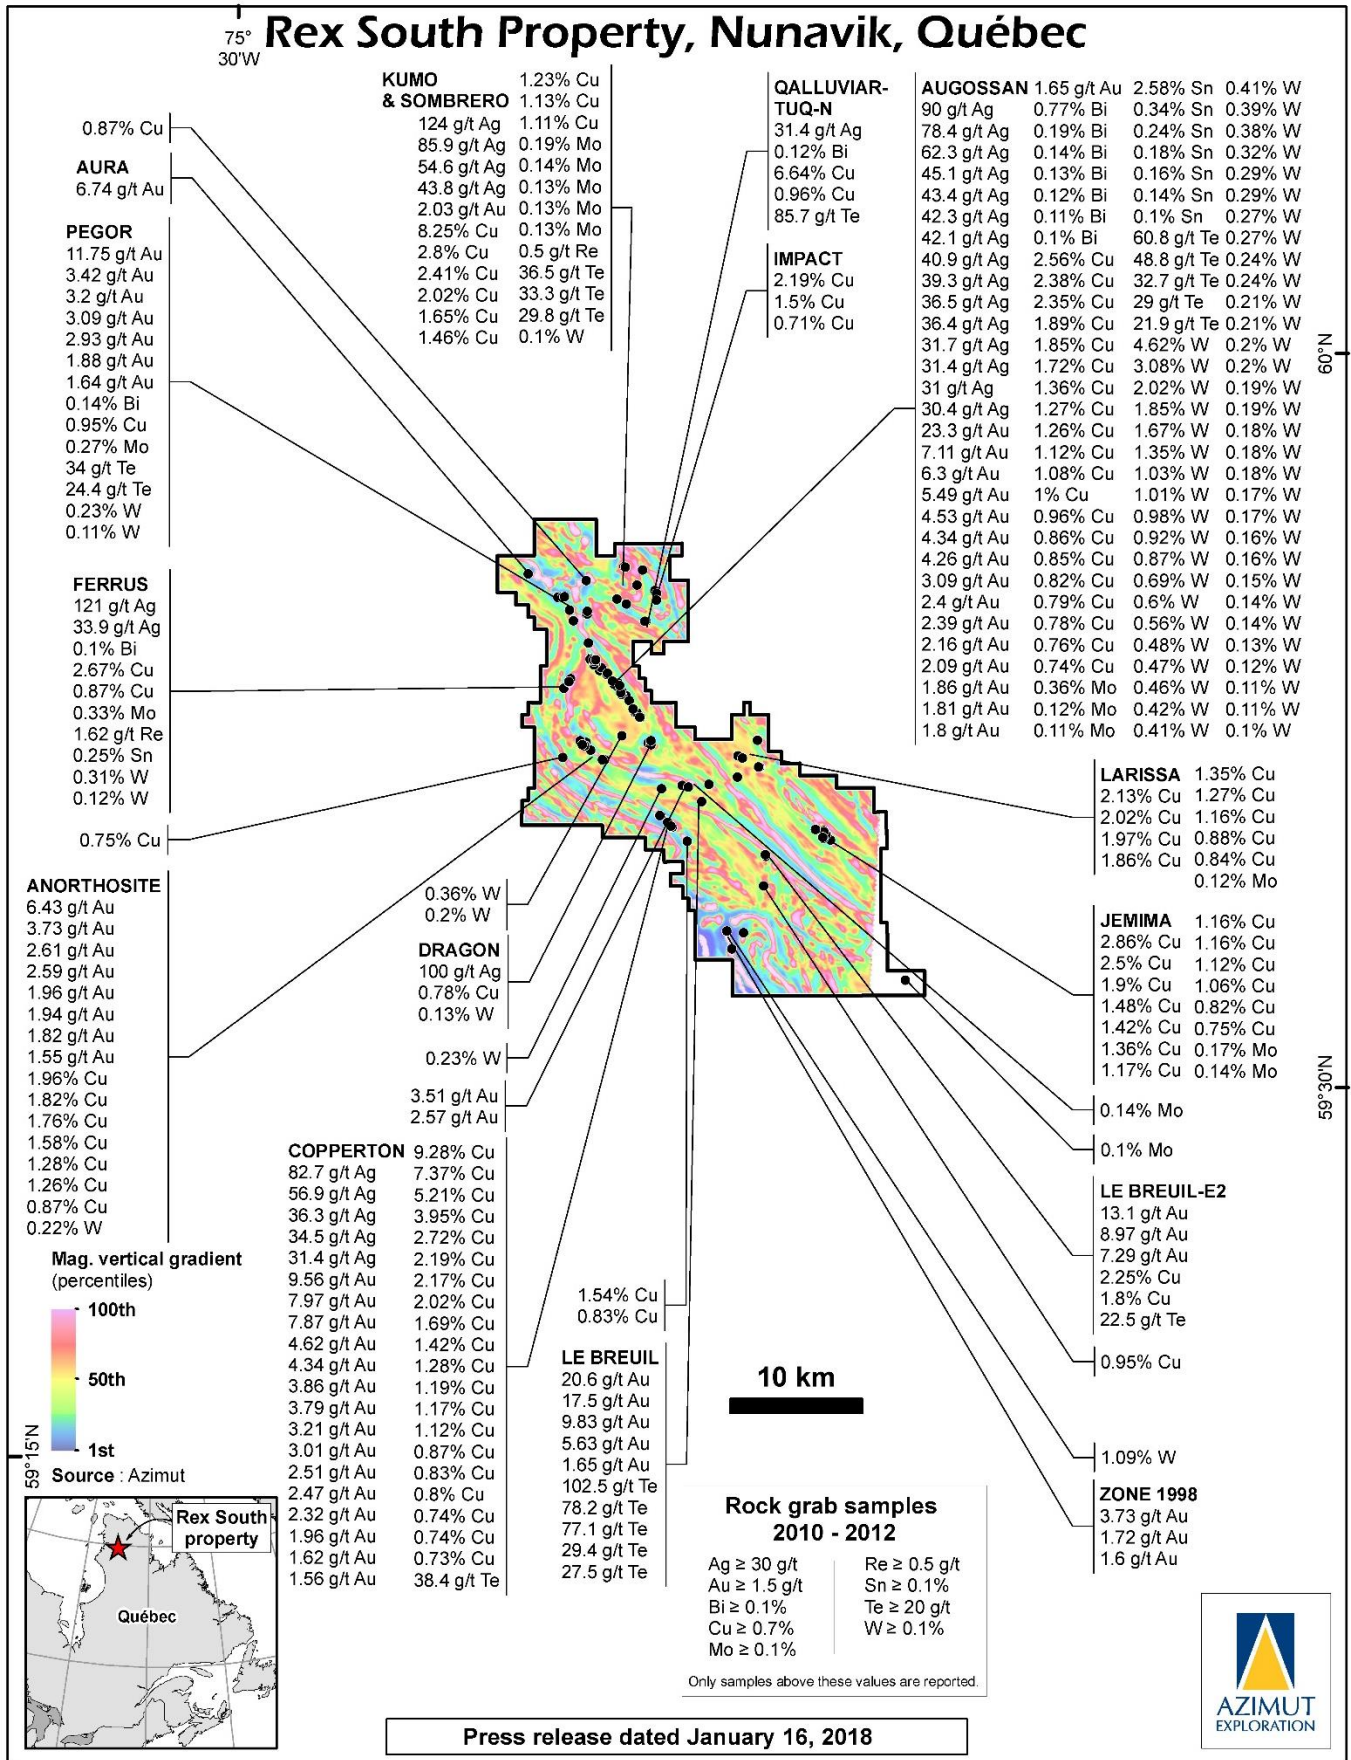 Rex South Property, Nunavik, Québec
75°
30'W
0.87% Cu
AURA
6.74 g/t Au
PEGOR
11.75 g/t Au
3.42 g/t Au
3.2 g/t Au
3.09 g/t Au
2.93 g/t Au
1.88 g/t Au
1.64 g/t Au
0.14% Bi
0.95% Cu
0.27% Mo
34 g/t Te
24.4 g/t Te
0.23% W
0.11% W
FERRUS
121 g/t Ag
33.9 g/t Ag
0.1% Bi
2.67% Cu
0.87% Cu
0.33% Mo
1.62 g/t Re
0.25% Sn
0.31% W
0.12% W
0.75% Cu
ANORTHOSITE
6.43 g/t Au
3.73 g/t Au
2.61 g/t Au
2.59 g/t Au
1.96 g/t Au
1.94 g/t Au
1.82 g/t Au
1.55 g/t Au
1.96% Cu
1.82% Cu
1.76% Cu
1.58% Cu
1.28% Cu
1.26% Cu
0.87% Cu
0.22% W
KUMO 1.23% Cu
& SOMBRERO 1.13% Cu
124 g/t Ag 1.11% Cu
85.9 g/t Ag 0.19% Mo
54.6 g/t Ag 0.14% Mo
43.8 g/t Ag 0.13% Mo
2.03 g/t Au 0.13% Mo
8.25% Cu 0.13% Mo
2.8% Cu 0.5 g/t Re
2.41% Cu 36.5 g/t Te
2.02% Cu 33.3 g/t Te
1.65% Cu 29.8 g/t Te
1.46% Cu 0.1% W
QALLUVIAR-
TUQ-N
31.4 g/t Ag
0.12% Bi
6.64% Cu
0.96% Cu
85.7 g/t Te
IMPACT
2.19% Cu
1.5% Cu
0.71% Cu
AUGOSSAN 1.65 g/t Au 2.58% Sn 0.41% W
90 g/t Ag 0.77% Bi 0.34% Sn 0.39% W
78.4 g/t Ag 0.19% Bi 0.24% Sn 0.38% W
62.3 g/t Ag 0.14% Bi 0.18% Sn 0.32% W
45.1 g/t Ag 0.13% Bi 0.16% Sn 0.29% W
43.4 g/t Ag 0.12% Bi 0.14% Sn 0.29% W
42.3 g/t Ag 0.11% Bi 0.1% Sn 0.27% W
42.1 g/t Ag 0.1% Bi 60.8 g/t Te 0.27% W
40.9 g/t Ag 2.56% Cu 48.8 g/t Te 0.24% W
39.3 g/t Ag 2.38% Cu 32.7 g/t Te 0.24% W
36.5 g/t Ag 2.35% Cu 29 g/t Te 0.21% W
36.4 g/t Ag 1.89% Cu 21.9 g/t Te 0.21% W
31.7 g/t Ag 1.85% Cu 4.62% W 0.2% W
31.4 g/t Ag 1.72% Cu 3.08% W 0.2% W
31 g/t Ag 1.36% Cu 2.02% W 0.19% W
30.4 g/t Ag 1.27% Cu 1.85% W 0.19% W
23.3 g/t Au 1.26% Cu 1.67% W 0.18% W
7.11 g/t Au 1.12% Cu 1.35% W 0.18% W
6.3 g/t Au 1.08% Cu 1.03% W 0.18% W
5.49 g/t Au 1% Cu 1.01% W 0.17% W
4.53 g/t Au 0.96% Cu 0.98% W 0.17% W
4.34 g/t Au 0.86% Cu 0.92% W 0.16% W
4.26 g/t Au 0.85% Cu 0.87% W 0.16% W
3.09 g/t Au 0.82% Cu 0.69% W 0.15% W
2.4 g/t Au 0.79% Cu 0.6% W 0.14% W
2.39 g/t Au 0.78% Cu 0.56% W 0.14% W
2.16 g/t Au 0.76% Cu 0.48% W 0.13% W
2.09 g/t Au 0.74% Cu 0.47% W 0.12% W
1.86 g/t Au 0.36% Mo 0.46% W 0.11% W
1.81 g/t Au 0.12% Mo 0.42% W 0.11% W
1.8 g/t Au 0.11% Mo 0.41% W 0.1% W
60°N
LARISSA 1.35% Cu
2.13% Cu 1.27% Cu
2.02% Cu 1.16% Cu
1.97% Cu 0.88% Cu
1.86% Cu 0.84% Cu
0.12% Mo
JEMIMA 1.16% Cu
2.86% Cu 1.16% Cu
2.5% Cu 1.12% Cu
1.9% Cu 1.06% Cu
1.48% Cu 0.82% Cu
1.42% Cu 0.75% Cu
1.36% Cu 0.17% Mo
1.17% Cu 0.14% Mo
59°30'N
0.14% Mo
0.1% Mo
LE BREUIL-E2
13.1 g/t Au
8.97 g/t Au
7.29 g/t Au
2.25% Cu
1.8% Cu
22.5 g/t Te
0.95% Cu
1.09% W
ZONE 1998
3.73 g/t Au
1.72 g/t Au
1.6 g/t Au
0.36% W
0.2% W
DRAGON
100 g/t Ag
0.78% Cu
0.13% W
0.23% W
3.51 g/t Au
2.57 g/t Au
COPPERTON 9.28% Cu
82.7 g/t Ag 7.37% Cu
56.9 g/t Ag 5.21% Cu
36.3 g/t Ag 3.95% Cu
34.5 g/t Ag 2.72% Cu
31.4 g/t Ag 2.19% Cu
9.56 g/t Au 2.17% Cu
7.97 g/t Au 2.02% Cu
7.87 g/t Au 1.69% Cu
4.62 g/t Au 1.42% Cu
4.34 g/t Au 1.28% Cu
3.86 g/t Au 1.19% Cu
3.79 g/t Au 1.17% Cu
3.21 g/t Au 1.12% Cu
3.01 g/t Au 0.87% Cu
2.51 g/t Au 0.83% Cu
2.47 g/t Au 0.8% Cu
2.32 g/t Au 0.74% Cu
1.96 g/t Au 0.74% Cu
1.62 g/t Au 0.73% Cu
1.56 g/t Au 38.4 g/t Te
1.54% Cu
0.83% Cu
LE BREUIL
20.6 g/t Au
17.5 g/t Au
9.83 g/t Au
5.63 g/t Au
1.65 g/t Au
102.5 g/t Te
78.2 g/t Te
77.1 g/t Te
29.4 g/t Te
27.5 g/t Te
10 km
Mag. vertical gradient
(percentiles)
100th
50th
1st
Source : Azimut
59°15'N
Rex South
property
Québec
Rock grab samples
2010 - 2012
Ag ≥ 30 g/t Re ≥ 0.5 g/t
Au ≥ 1.5 g/t Sn ≥ 0.1%
Bi ≥ 0.1% Te ≥ 20 g/t
Cu ≥ 0.7% W ≥ 0.1%
Mo ≥ 0.1%
Only samples above these values are reported.
AZIMUT
EXPLORATION
Press release dated January 16, 2018